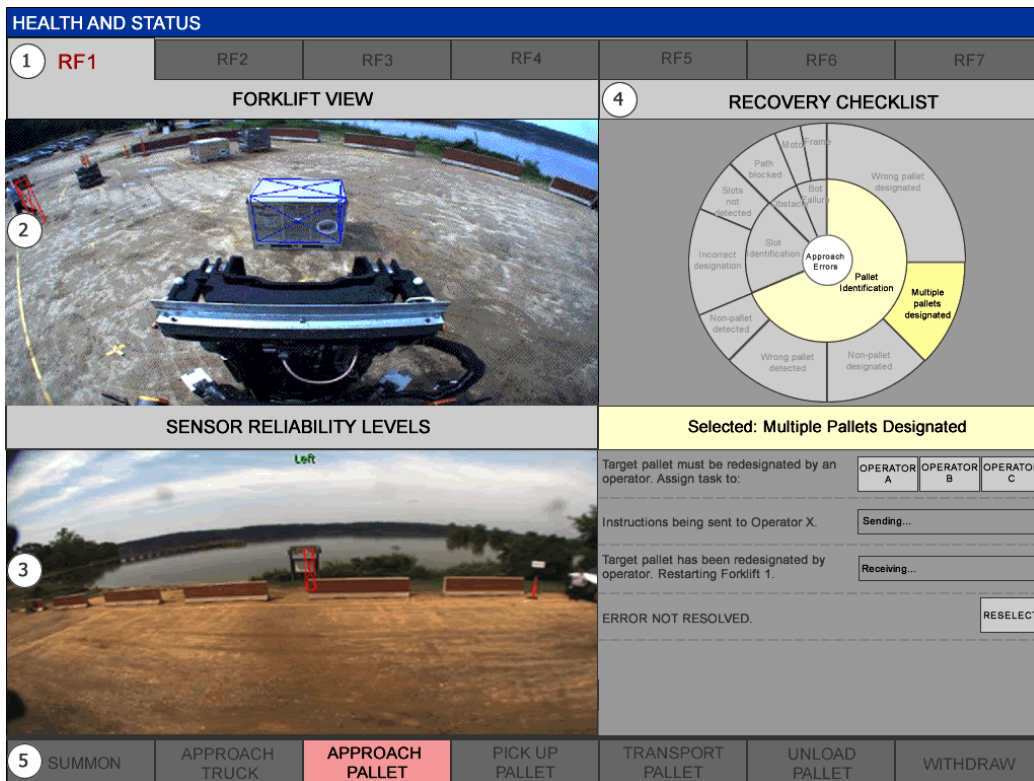 HEALTH AND STATUS
1 RF1 RF2 RF3 RF4 RF5 RF6 RF7
FORKLIFT VIEW
2
SENSOR RELIABILITY LEVELS
Left
3
4 RECOVERY CHECKLIST
Motor
Frame
Path
blocked
Wrong pallet
designated
Slots
not
detected
Obstacle
Bot
Failure
Incorrect
designation
Slot
Identification
Approach
Errors
Pallet
Identification
Multiple
pallets
designated
Non-pallet
detected
Wrong pallet
detected
Non-pallet
designated
Selected: Multiple Pallets Designated
Target pallet must be redesignated by an
operator. Assign task to:
OPERATOR
A
OPERATOR
B
OPERATOR
C
Instructions being sent to Operator X.
Sending...
Target pallet has been redesignated by
operator. Restarting Forklift 1.
Receiving...
ERROR NOT RESOLVED.
RESELECT
5 SUMMON
APPROACH
TRUCK
APPROACH
PALLET
PICK UP
PALLET
TRANSPORT
PALLET
UNLOAD
PALLET
WITHDRAW